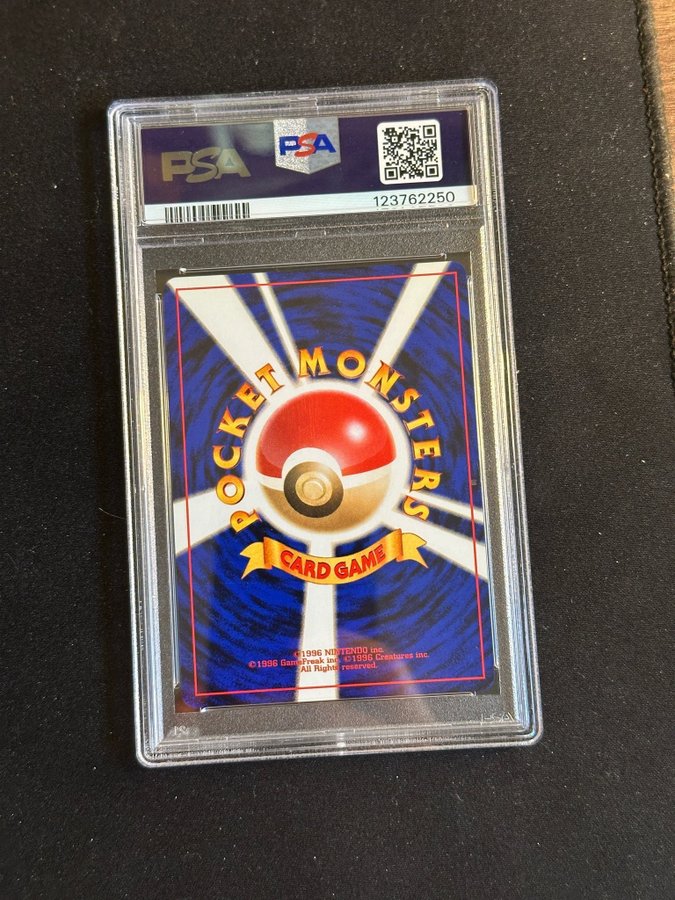 PSA
PSA
123762250
POCKET MONSTERS
CARD GAME
©1996 NINTENDO inc.
©1996 GameFreak inc. ©1996 Creatures inc.
All Rights reserved.